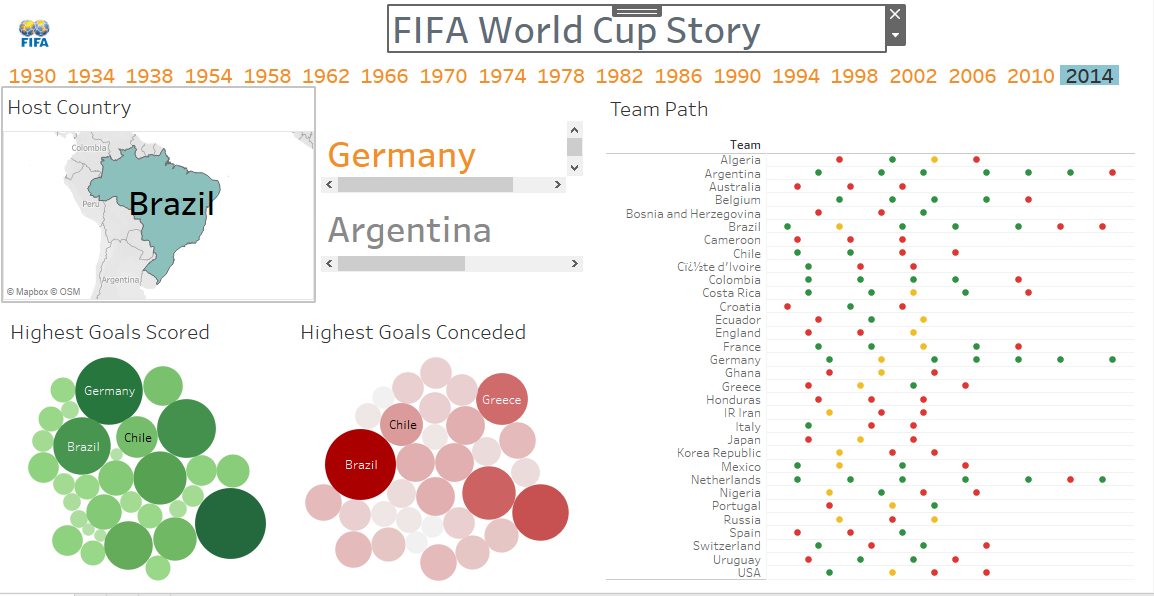 FIFA World Cup Story
FIFA
1930 1934 1938 1954 1958 1962 1966 1970 1974 1978 1982 1986 1990 1994 1998 2002 2006 2010 2014
Host Country
Colombia
Peru
Brazil
Argentina
© Mapbox © OSM
Germany
Argentina
Highest Goals Scored
Germany
Chile
Brazil
Highest Goals Conceded
Greece
Chile
Brazil
Team Path
Team
Algeria
Argentina
Australia
Belgium
Bosnia and Herzegovina
Brazil
Cameroon
Chile
Cï¿½te d'Ivoire
Colombia
Costa Rica
Croatia
Ecuador
England
France
Germany
Ghana
Greece
Honduras
IR Iran
Italy
Japan
Korea Republic
Mexico
Netherlands
Nigeria
Portugal
Russia
Spain
Switzerland
Uruguay
USA